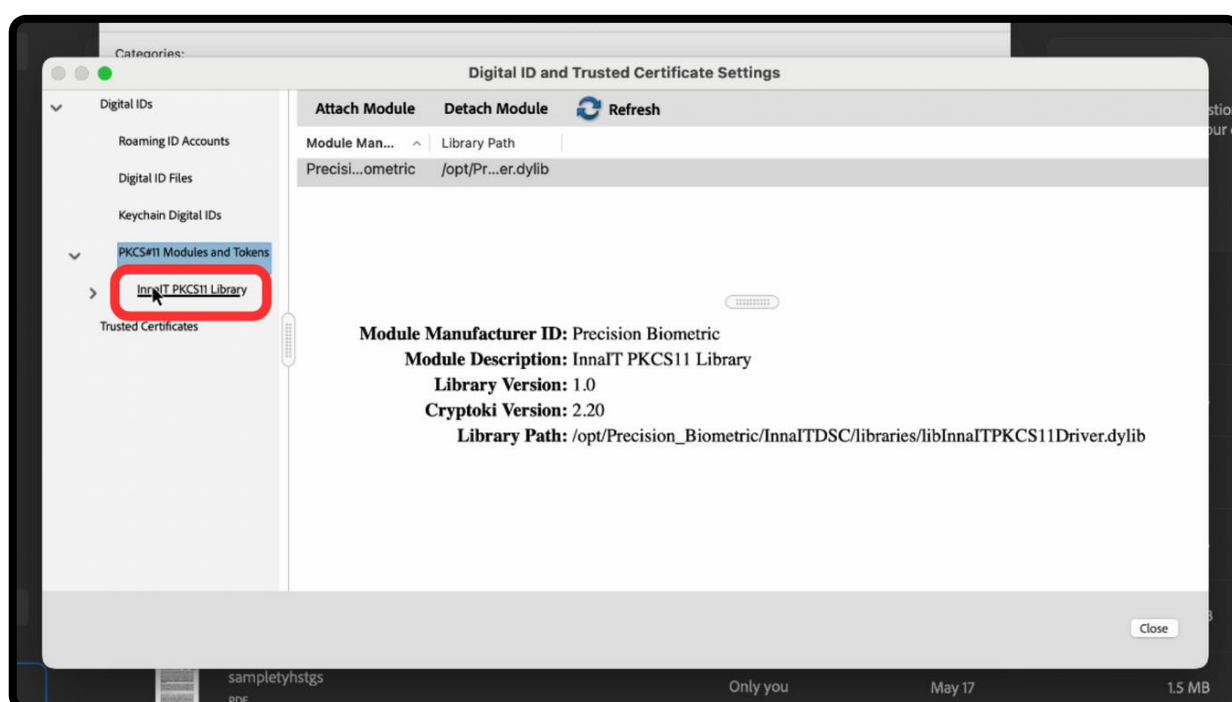 Categories:
Digital ID and Trusted Certificate Settings
Digital IDs
Roaming ID Accounts
Digital ID Files
Keychain Digital IDs
PKCS#11 Modules and Tokens
InnaIT PKCS11 Library
Trusted Certificates
Attach Module Detach Module Refresh
Module Man... Library Path
Precisi...ometric /opt/Pr...er.dylib
Module Manufacturer ID: Precision Biometric
Module Description: InnaIT PKCS11 Library
Library Version: 1.0
Cryptoki Version: 2.20
Library Path: /opt/Precision_Biometric/InnaITDSC/libraries/libInnaITPKCS11Driver.dylib
Close
sampletyhstgs
PDF
Only you May 17 1.5 MB